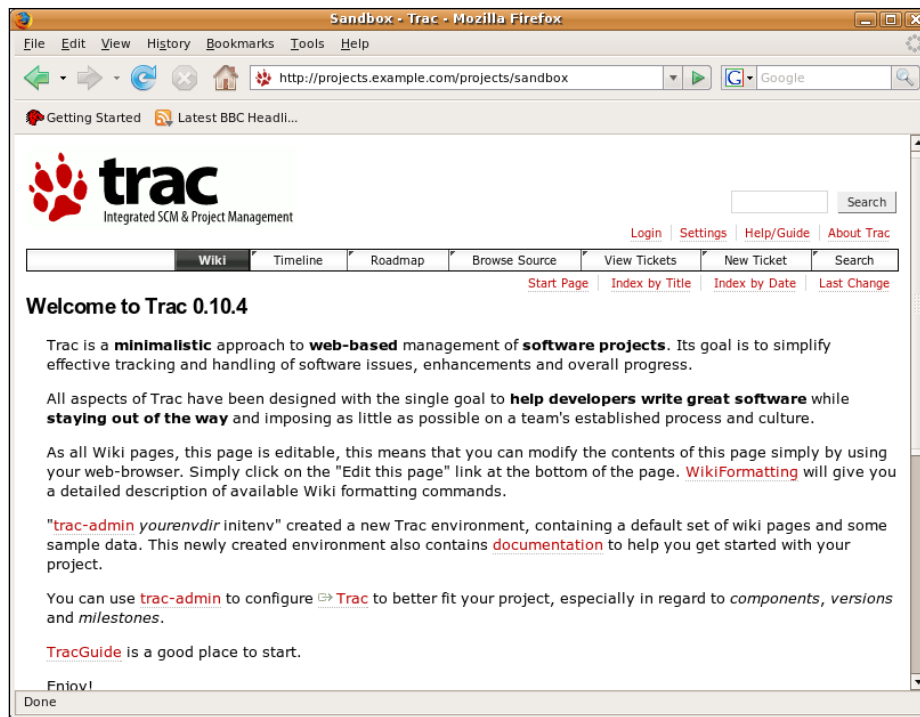 Sandbox - Trac - Mozilla Firefox
File Edit View History Bookmarks Tools Help
http://projects.example.com/projects/sandbox G Google
Getting Started Latest BBC Headli...
trac
Integrated SCM & Project Management
Search
Login Settings Help/Guide About Trac
Wiki Timeline Roadmap Browse Source View Tickets New Ticket Search
Start Page Index by Title Index by Date Last Change
Welcome to Trac 0.10.4
Trac is a minimalistic approach to web-based management of software projects. Its goal is to simplify
effective tracking and handling of software issues, enhancements and overall progress.
All aspects of Trac have been designed with the single goal to help developers write great software while
staying out of the way and imposing as little as possible on a team's established process and culture.
As all Wiki pages, this page is editable, this means that you can modify the contents of this page simply by using
your web-browser. Simply click on the "Edit this page" link at the bottom of the page. WikiFormatting will give you
a detailed description of available Wiki formatting commands.
"trac-admin yourenvdir initenv" created a new Trac environment, containing a default set of wiki pages and some
sample data. This newly created environment also contains documentation to help you get started with your
project.
You can use trac-admin to configure Trac to better fit your project, especially in regard to components, versions
and milestones.
TracGuide is a good place to start.
Enjoy!
Done